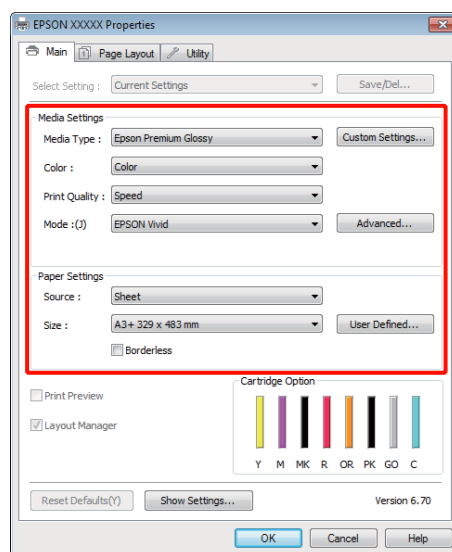 EPSON XXXXX Properties
Main Page Layout Utility
Select Setting : Current Settings Save/Del...
Media Settings
Media Type : Epson Premium Glossy Custom Settings...
Color : Color
Print Quality : Speed
Mode :(J) EPSON Vivid Advanced...
Paper Settings
Source : Sheet
Size : A3+ 329 x 483 mm User Defined...
Borderless
Cartridge Option
Print Preview
Layout Manager
Y M MK R OR PK GO C
Reset Defaults(Y) Show Settings... Version 6.70
OK Cancel Help